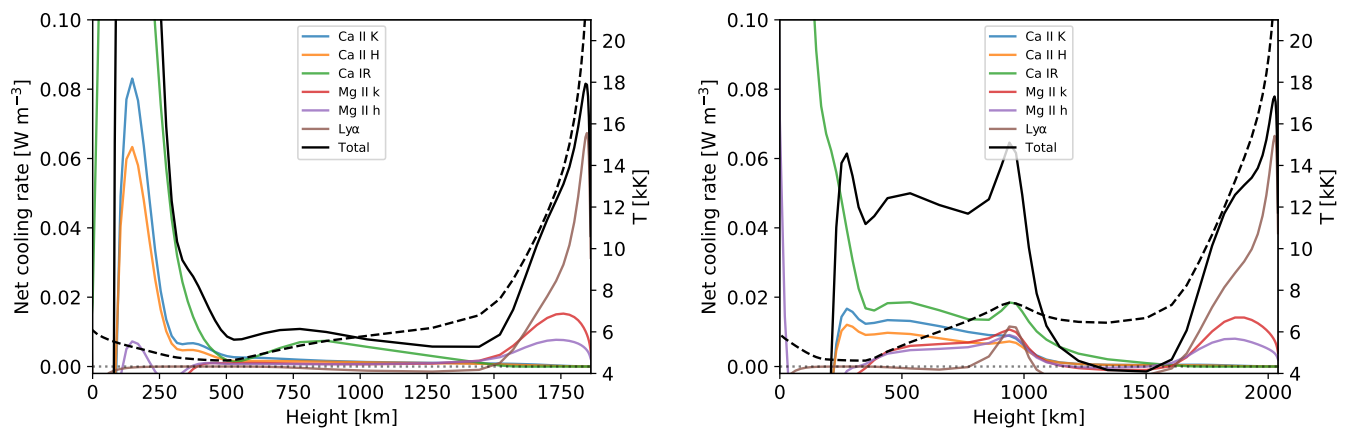 0.10
0.08
0.06
0.04
0.02
0.00
Net cooling rate [W m⁻³]
Ca II K
Ca II H
Ca IR
Mg II k
Mg II h
Lyα
Total
20
18
16
14
12
10
8
6
4
T [kK]
0 250 500 750 1000 1250 1500 1750
Height [km]
0.10
0.08
0.06
0.04
0.02
0.00
Net cooling rate [W m⁻³]
Ca II K
Ca II H
Ca IR
Mg II k
Mg II h
Lyα
Total
20
18
16
14
12
10
8
6
4
T [kK]
0 500 1000 1500 2000
Height [km]